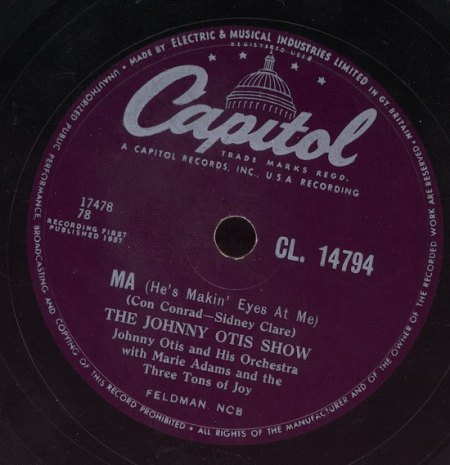 MADE BY ELECTRIC & MUSICAL INDUSTRIES LIMITED IN GT. BRITAIN • ALL RIGHTS OF THE MANUFACTURER AND OF THE OWNER OF THE RECORDED WORK ARE RESERVED
UNAUTHORIZED PUBLIC PERFORMANCE, BROADCASTING AND COPYING OF THIS RECORD PROHIBITED •
REGISTERED USER
Capitol
TRADE MARKS REGD.
A CAPITOL RECORDS, INC., U.S.A RECORDING
17478
78
RECORDING FIRST
PUBLISHED 1957
CL. 14794
MA (He's Makin' Eyes At Me)
(Con Conrad—Sidney Clare)
THE JOHNNY OTIS SHOW
Johnny Otis and His Orchestra
with Marie Adams and the
Three Tons of Joy
FELDMAN, NCB